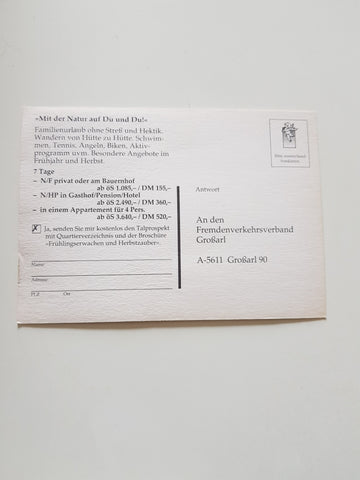 »Mit der Natur auf Du und Du!«
Familienurlaub ohne Streß und Hektik.
Wandern von Hütte zu Hütte. Schwim-
men, Tennis, Angeln, Biken, Aktiv-
programm uvm. Besondere Angebote im
Frühjahr und Herbst.
7 Tage
– N/F privat oder am Bauernhof
ab öS 1.085,– / DM 155,–
– N/HP in Gasthof/Pension/Hotel
ab öS 2.490,– / DM 360,–
– in einem Appartement für 4 Pers.
ab öS 3.640,– / DM 520,–
Ja, senden Sie mir kostenlos den Talprospekt
mit Quartierverzeichnis und der Broschüre
»Frühlingserwachen und Herbstzauber«.
Name:
Adresse:
PLZ: Ort:
Bitte ausreichend
frankieren
Antwort
An den
Fremdenverkehrsverband
Großarl
A-5611 Großarl 90